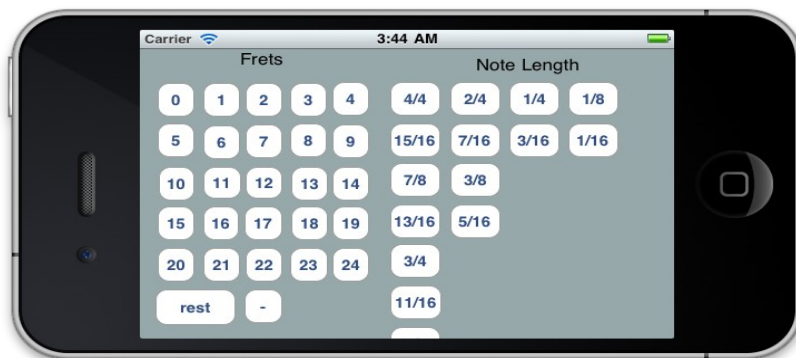 Carrier 3:44 AM
Frets Note Length
0 1 2 3 4 4/4 2/4 1/4 1/8
5 6 7 8 9 15/16 7/16 3/16 1/16
10 11 12 13 14 7/8 3/8
15 16 17 18 19 13/16 5/16
20 21 22 23 24 3/4
rest - 11/16